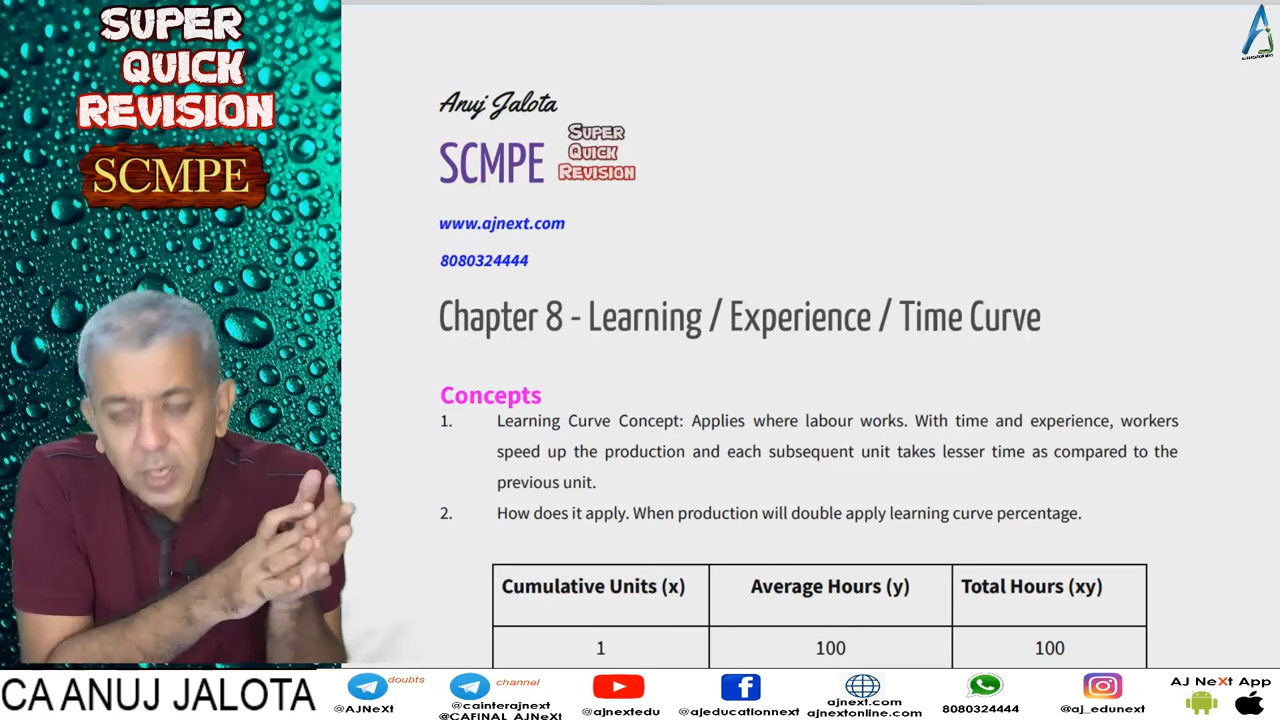 SUPER
QUICK
REVISION
SCMPE
Anuj Jalota
SCMPE
SUPER
QUICK
REVISION
www.ajnext.com
8080324444
Chapter 8 - Learning / Experience / Time Curve
Concepts
1. Learning Curve Concept: Applies where labour works. With time and experience, workers
speed up the production and each subsequent unit takes lesser time as compared to the
previous unit.
2. How does it apply. When production will double apply learning curve percentage.
Cumulative Units (x) Average Hours (y) Total Hours (xy)
1 100 100
CA ANUJ JALOTA
doubts
@AJNeXt
channel
@cainterajnext
@CAFINAL_AJNeXt
@ajnextedu
@ajeducationnext
ajnext.com
ajnextonline.com
8080324444
@aj_edunext
AJ NeXt App